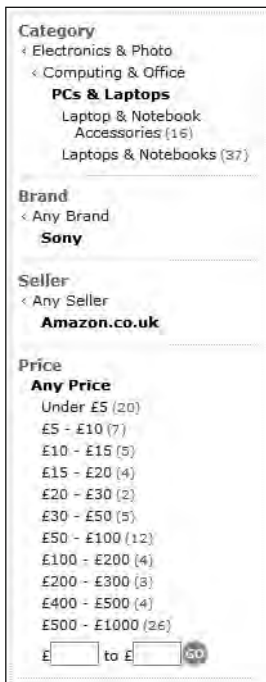 Category
‹ Electronics & Photo
‹ Computing & Office
PCs & Laptops
Laptop & Notebook
Accessories (16)
Laptops & Notebooks (37)
Brand
‹ Any Brand
Sony
Seller
‹ Any Seller
Amazon.co.uk
Price
Any Price
Under £5 (20)
£5 - £10 (7)
£10 - £15 (5)
£15 - £20 (4)
£20 - £30 (2)
£30 - £50 (5)
£50 - £100 (12)
£100 - £200 (4)
£200 - £300 (3)
£400 - £500 (4)
£500 - £1000 (26)
£ to £ GO